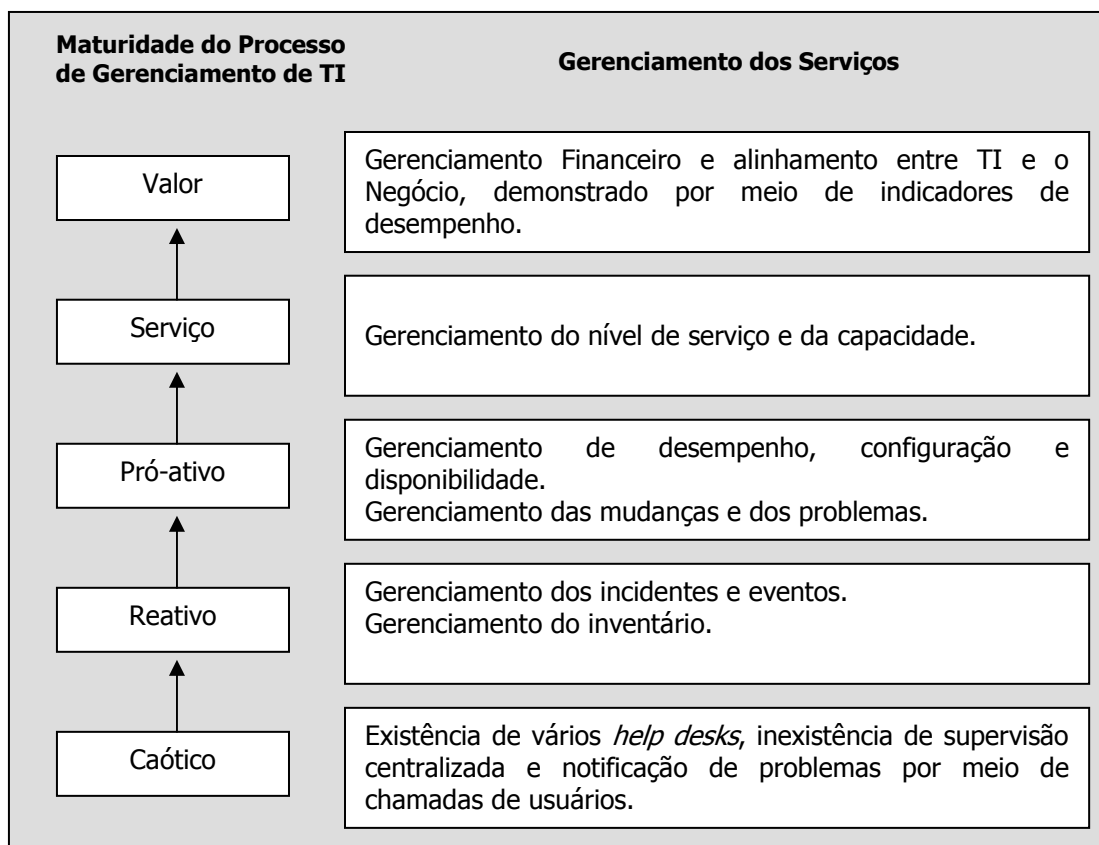 Maturidade do Processo
de Gerenciamento de TI
Gerenciamento dos Serviços
Valor
Gerenciamento Financeiro e alinhamento entre TI e o
Negócio, demonstrado por meio de indicadores de
desempenho.
Serviço
Gerenciamento do nível de serviço e da capacidade.
Pró-ativo
Gerenciamento de desempenho, configuração e
disponibilidade.
Gerenciamento das mudanças e dos problemas.
Reativo
Gerenciamento dos incidentes e eventos.
Gerenciamento do inventário.
Caótico
Existência de vários help desks, inexistência de supervisão
centralizada e notificação de problemas por meio de
chamadas de usuários.